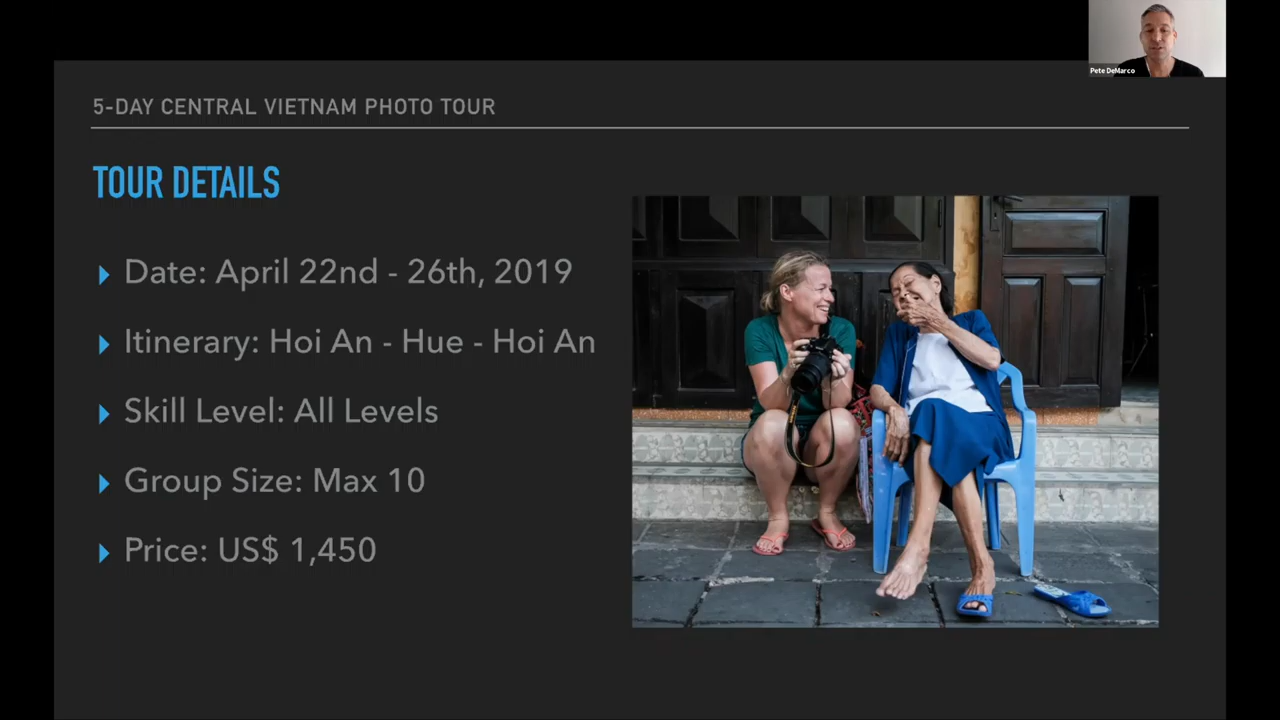 Pete DeMarco
5-DAY CENTRAL VIETNAM PHOTO TOUR
TOUR DETAILS
Date: April 22nd - 26th, 2019
Itinerary: Hoi An - Hue - Hoi An
Skill Level: All Levels
Group Size: Max 10
Price: US$ 1,450